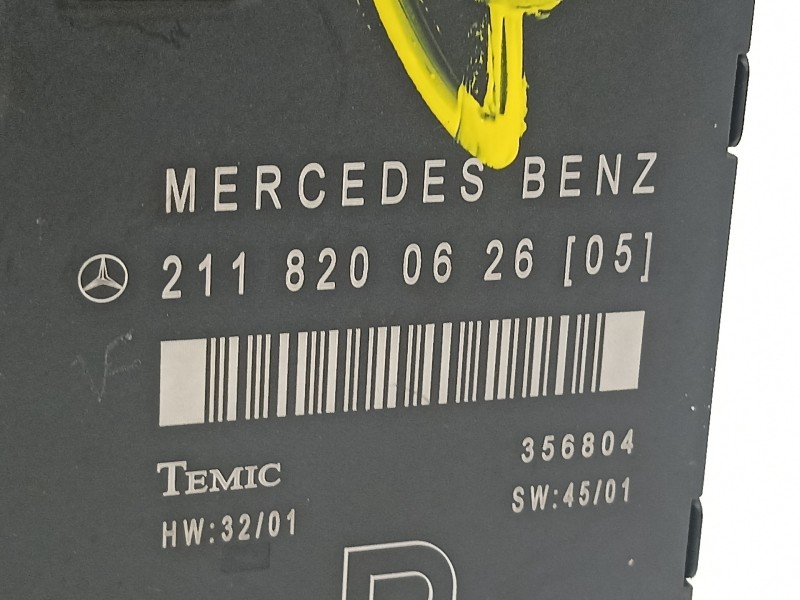 MERCEDES BENZ
211 820 06 26 [05]
TEMIC
356804
HW:32/01
SW:45/01